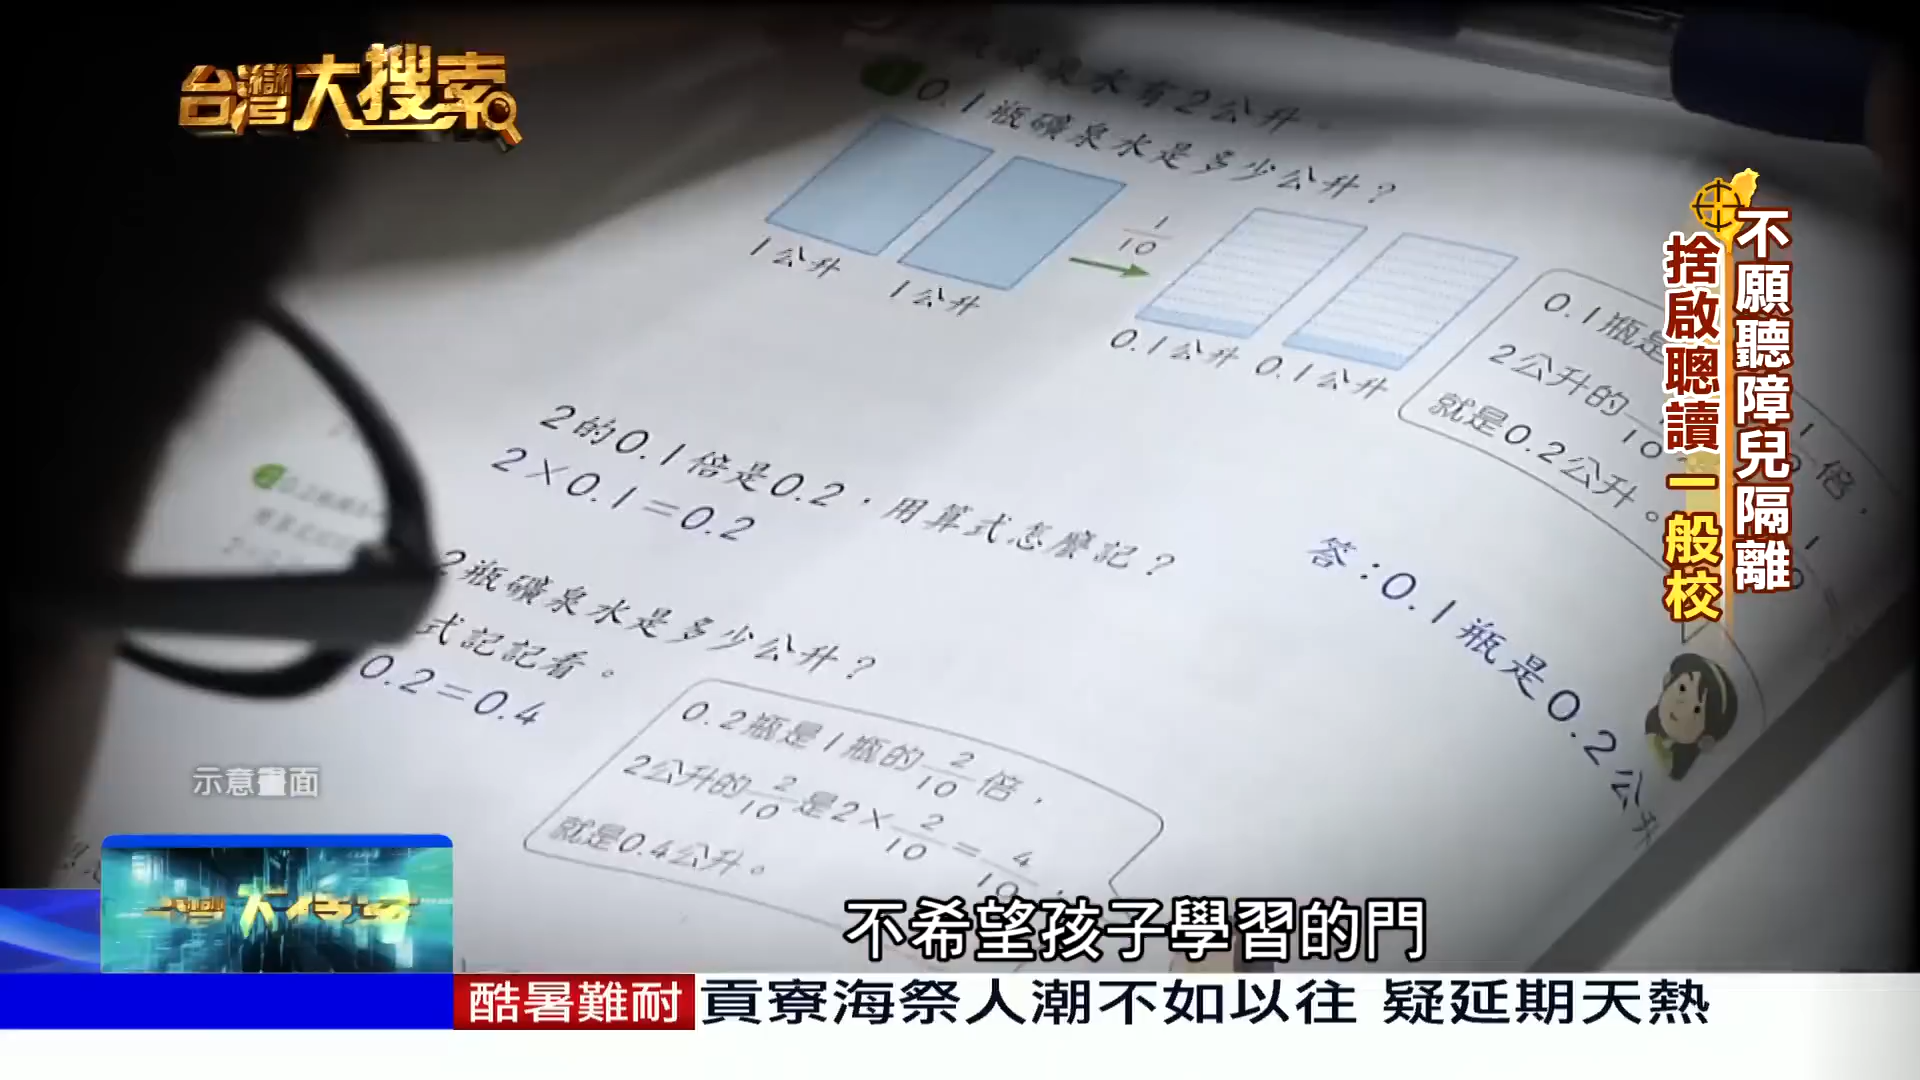 台灣大搜索
礦泉水有2公升。
0.1瓶礦泉水是多少公升?
1公升
1公升
1/10
0.1公升
0.1公升
0.1瓶是
2公升的
就是0.2公升。
2的0.1倍是0.2,用算式怎麼記?
2×0.1=0.2
答:0.1瓶是0.2公升
2瓶礦泉水是多少公升?
式記記看。
0.2=0.4
0.2瓶是1瓶的2/10倍,
2公升的2/10是2×2/10=4/10,
就是0.4公升。
不願聽障兒隔離
捨啟聰讀一般校
示意畫面
不希望孩子學習的門
酷暑難耐
貢寮海祭人潮不如以往 疑延期天熱